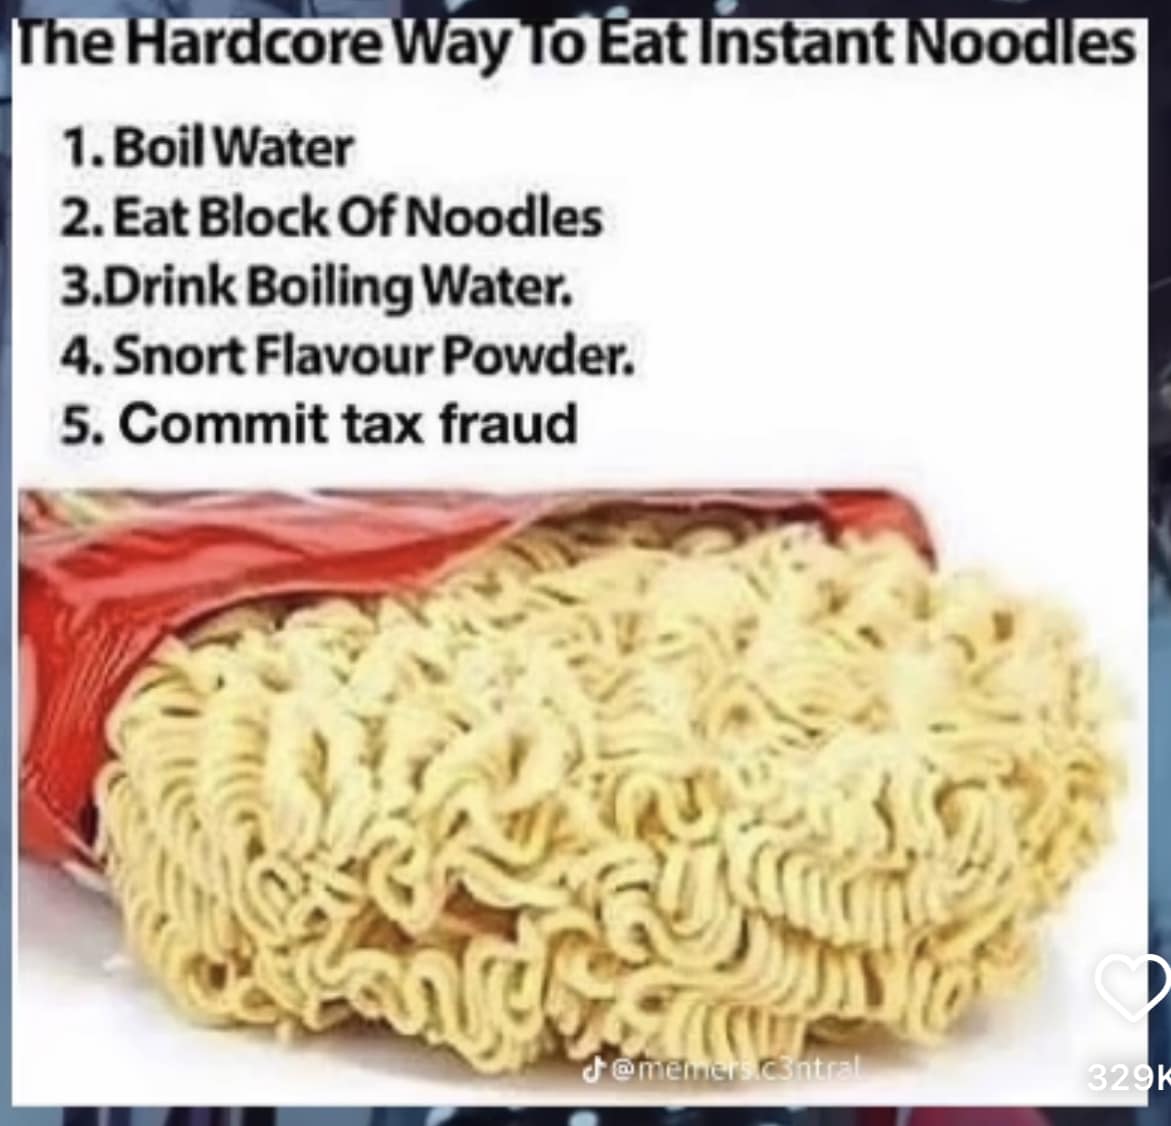 The Hardcore Way To Eat Instant Noodles
1. Boil Water
2. Eat Block Of Noodles
3.Drink Boiling Water.
4. Snort Flavour Powder.
5. Commit tax fraud
@memers.c3ntral
329K